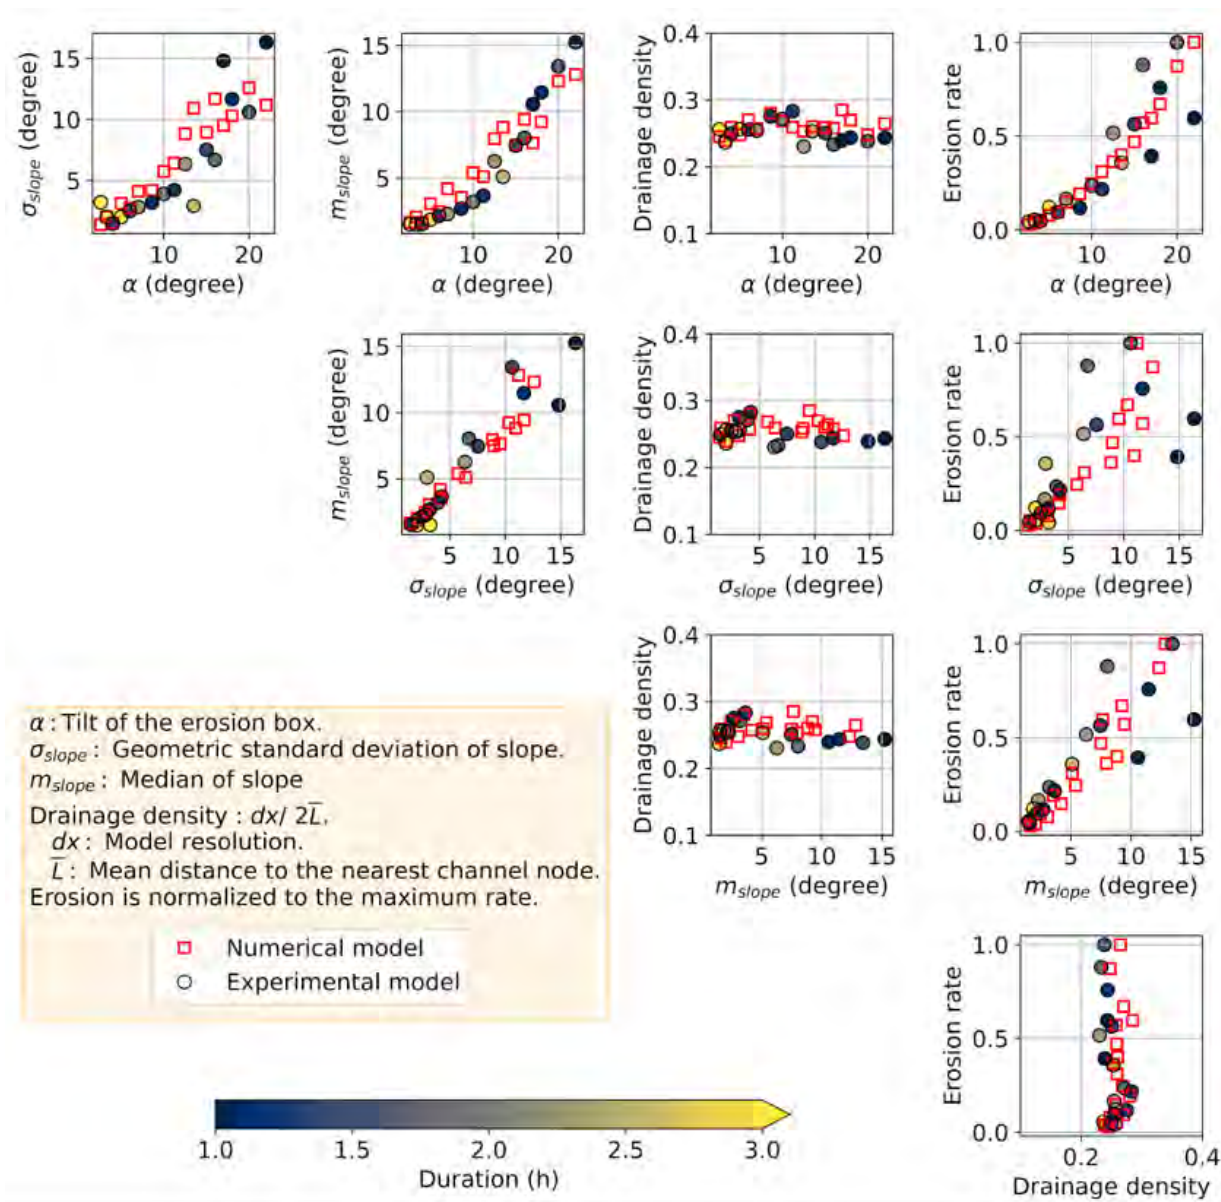 σslope (degree)
15
10
5
10 20
α (degree)
mslope (degree)
15
10
5
10 20
α (degree)
Drainage density
0.4
0.3
0.2
0.1
10 20
α (degree)
Erosion rate
1.0
0.5
0.0
10 20
α (degree)
mslope (degree)
15
10
5
5 10 15
σslope (degree)
Drainage density
0.4
0.3
0.2
0.1
5 10 15
σslope (degree)
Erosion rate
1.0
0.5
0.0
5 10 15
σslope (degree)
Drainage density
0.4
0.3
0.2
0.1
5 10 15
mslope (degree)
Erosion rate
1.0
0.5
0.0
5 10 15
mslope (degree)
α : Tilt of the erosion box.
σslope : Geometric standard deviation of slope.
mslope : Median of slope
Drainage density : dx/ 2L̅.
dx : Model resolution.
L̅ : Mean distance to the nearest channel node.
Erosion is normalized to the maximum rate.
Numerical model
Experimental model
Erosion rate
1.0
0.5
0.0
0.2 0.4
Drainage density
1.0 1.5 2.0 2.5 3.0
Duration (h)